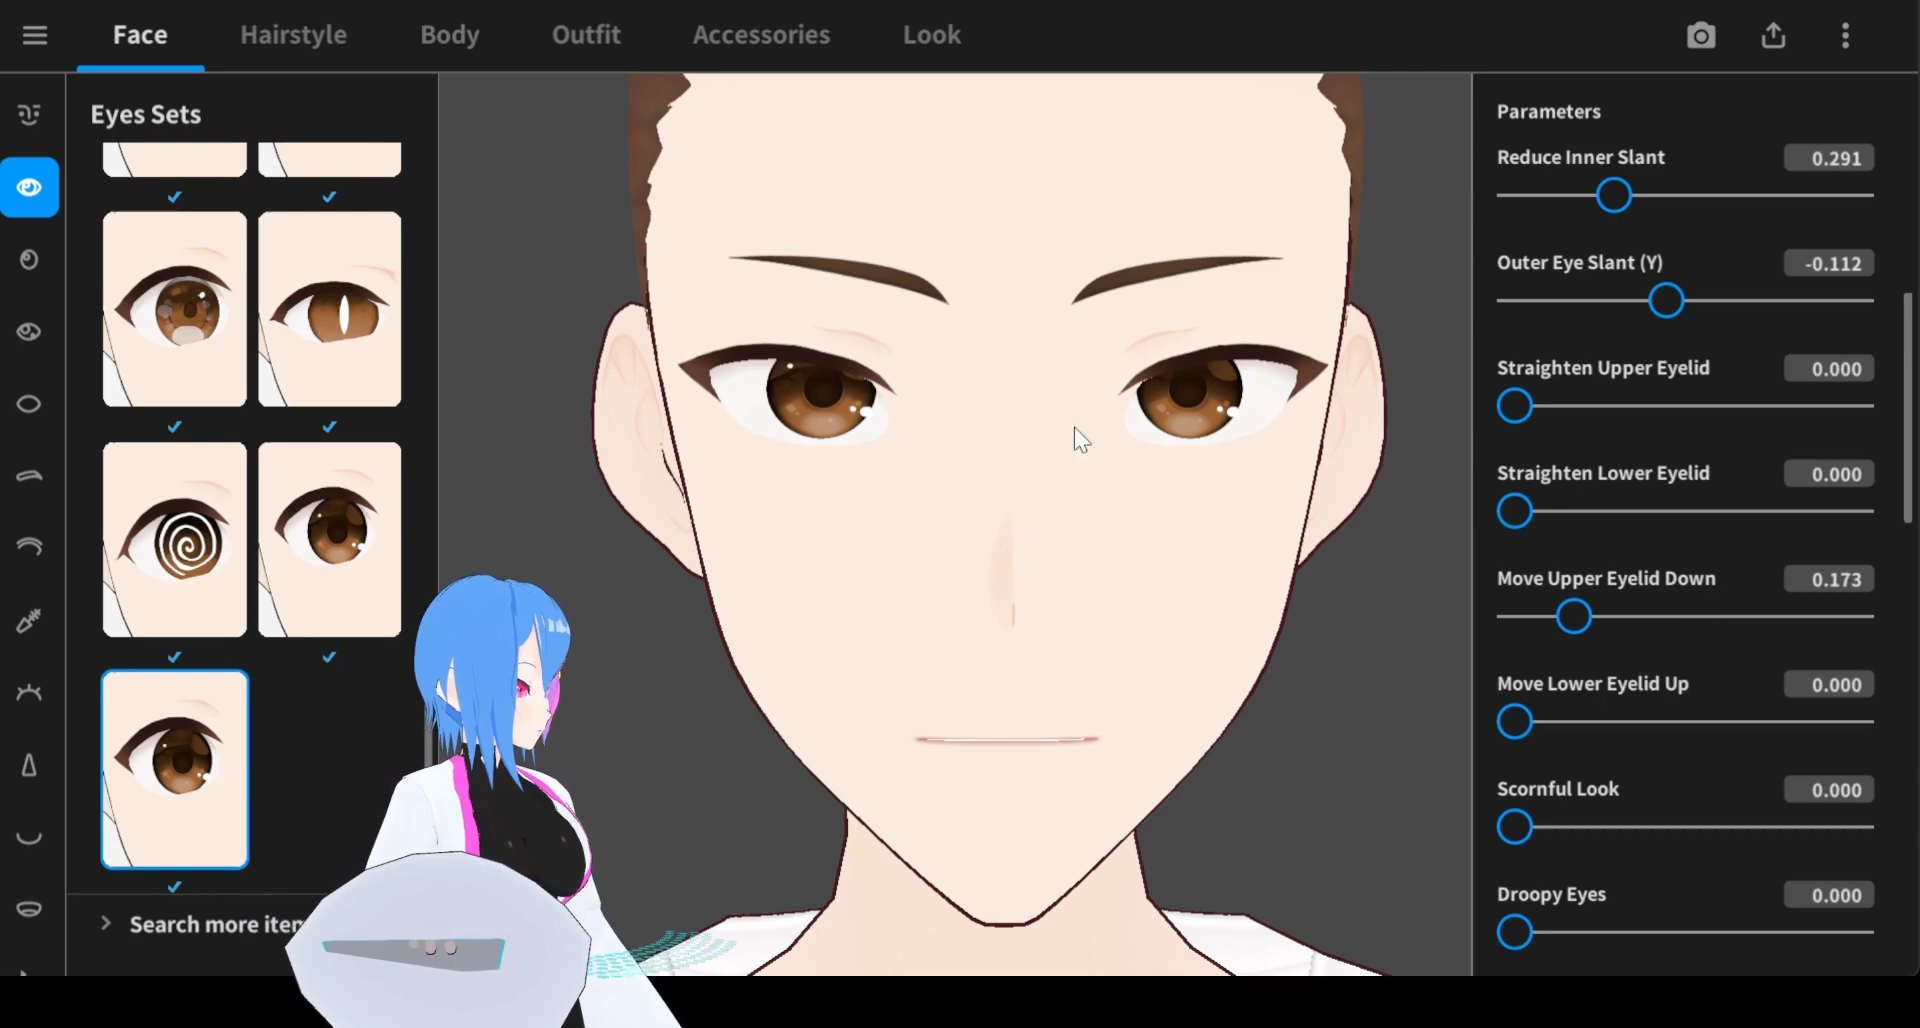 Face
Hairstyle
Body
Outfit
Accessories
Look
Eyes Sets
Search more iten
Parameters
Reduce Inner Slant
0.291
Outer Eye Slant (Y)
-0.112
Straighten Upper Eyelid
0.000
Straighten Lower Eyelid
0.000
Move Upper Eyelid Down
0.173
Move Lower Eyelid Up
0.000
Scornful Look
0.000
Droopy Eyes
0.000